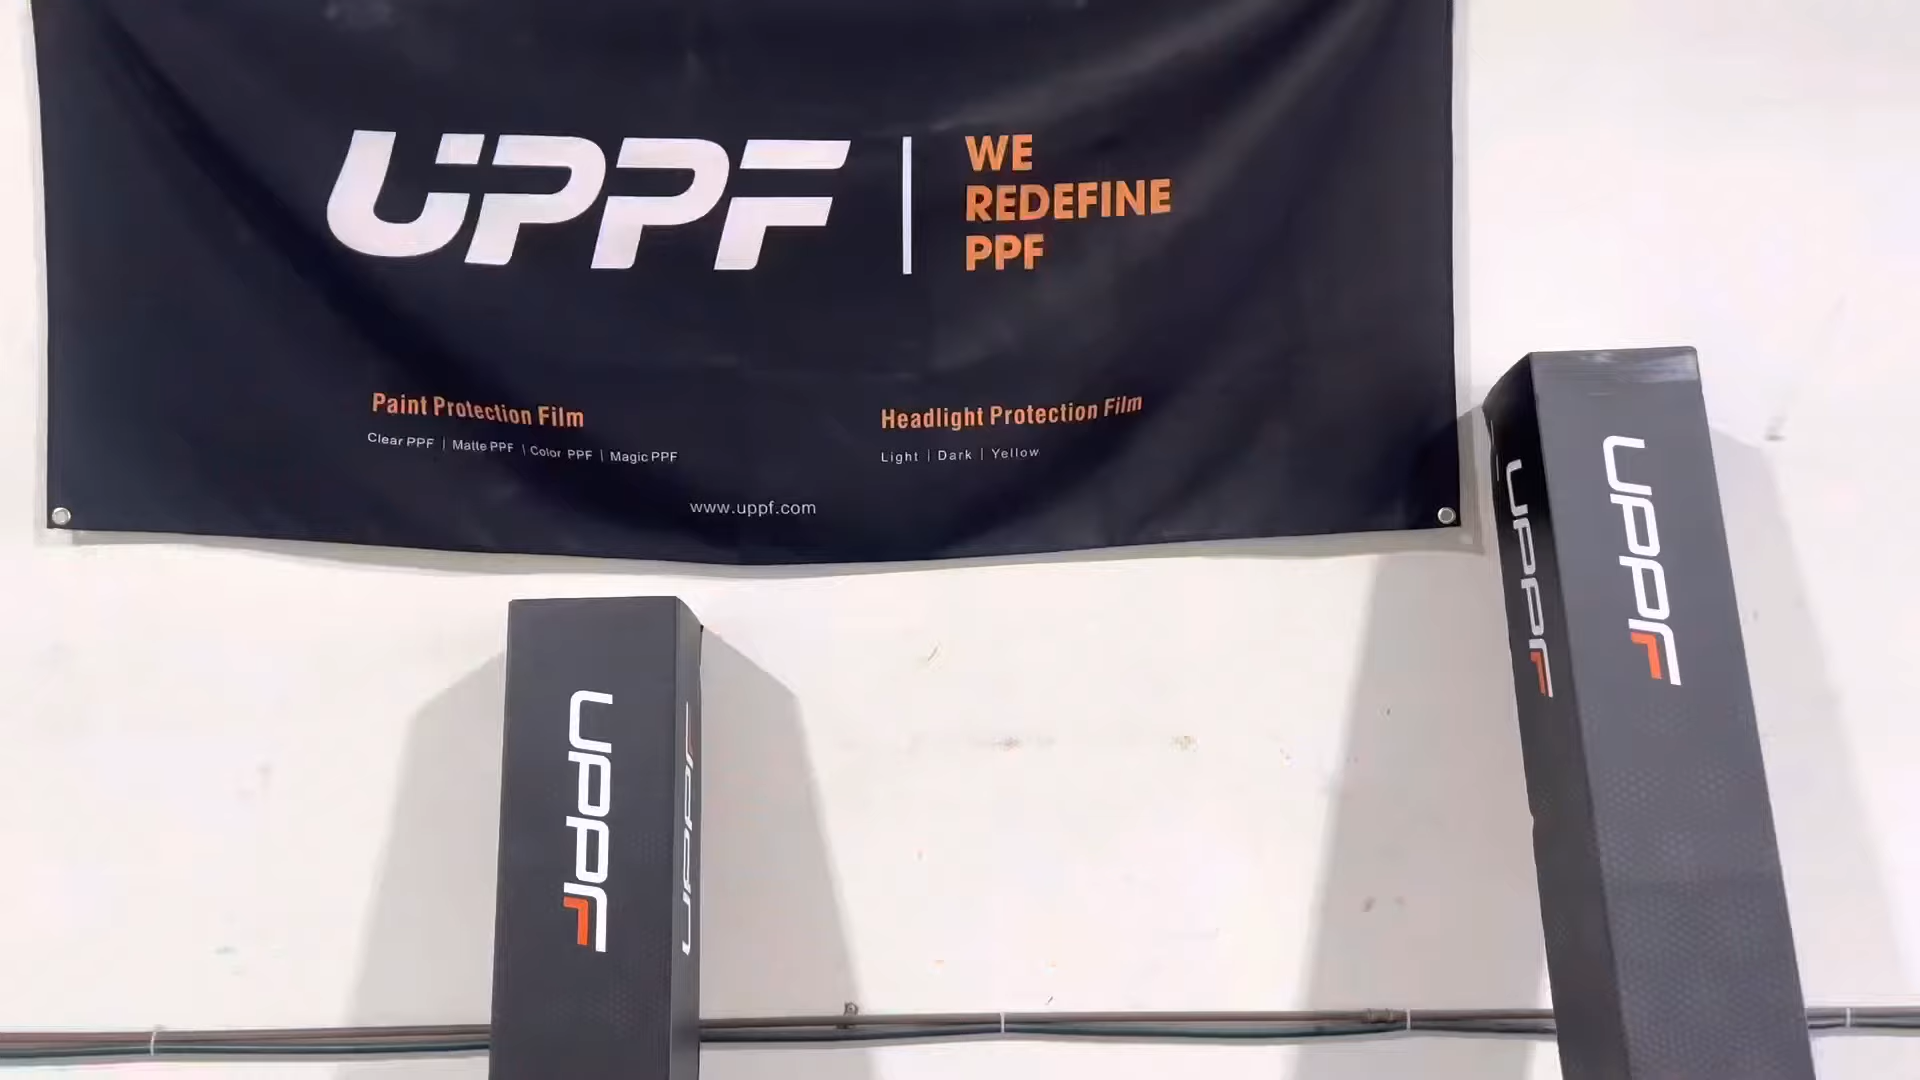 UPPF
WE
REDEFINE
PPF
Paint Protection Film
Clear PPF | Matte PPF | Color PPF | Magic PPF
Headlight Protection Film
Light | Dark | Yellow
www.uppf.com
UPPF
UPPF
UPPF
UPPF